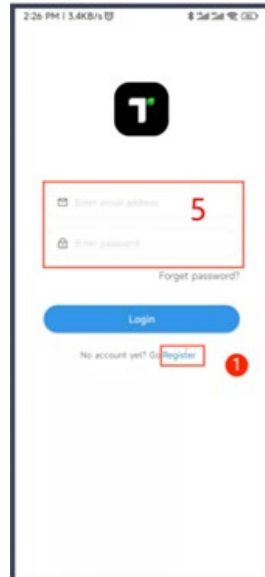 2:26 PM | 3.4KB/s
T
Enter email address
5
Enter password
Forget password?
Login
No account yet? Go Register
1